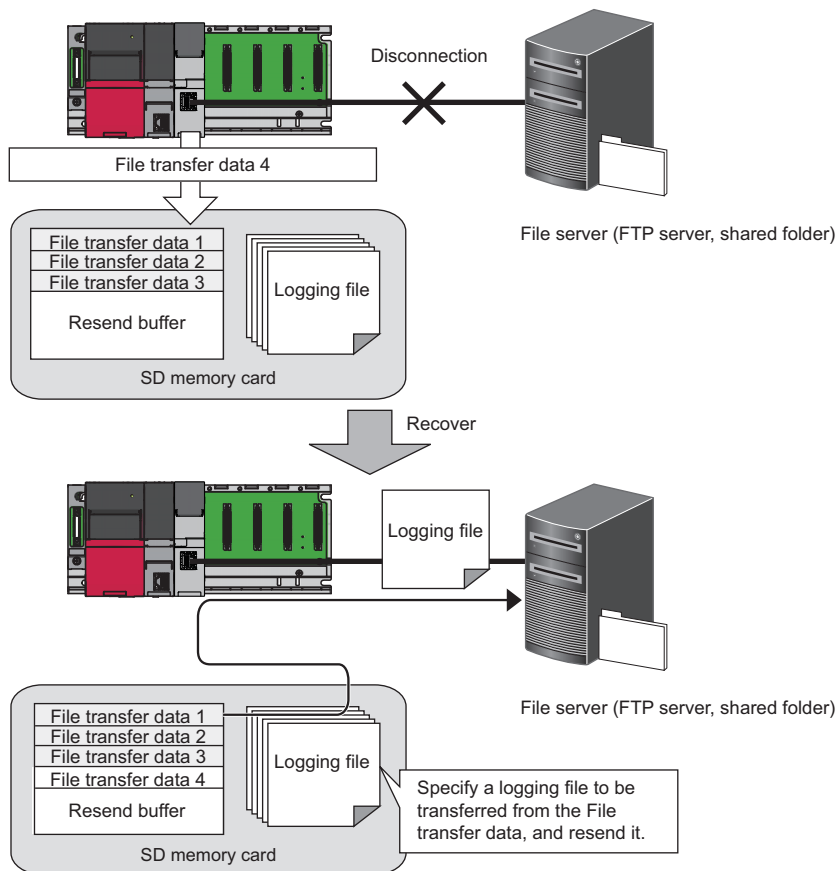 Disconnection
File transfer data 4
File transfer data 1
File transfer data 2
File transfer data 3
Resend buffer
Logging file
SD memory card
File server (FTP server, shared folder)
Recover
Logging file
File server (FTP server, shared folder)
File transfer data 1
File transfer data 2
File transfer data 3
File transfer data 4
Resend buffer
Logging file
SD memory card
Specify a logging file to be
transferred from the File
transfer data, and resend it.